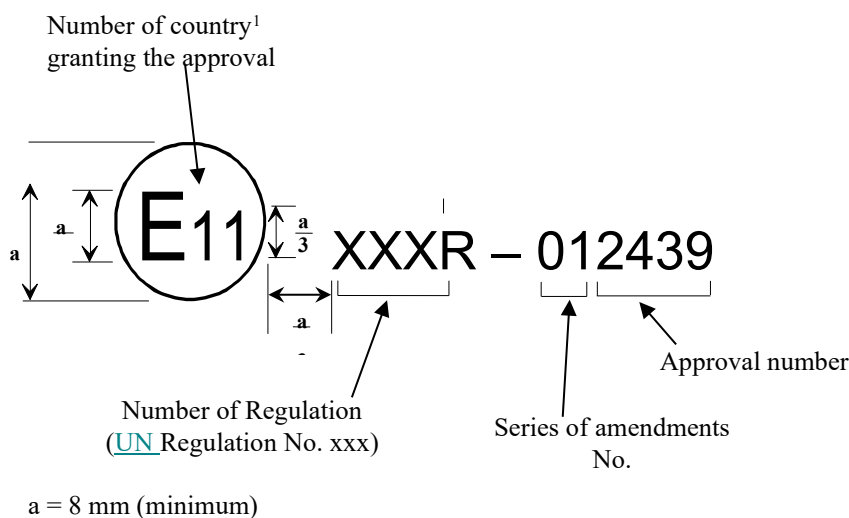 Number of country1
granting the approval
a
a
E11
a
3
XXXR – 012439
a
Approval number
Number of Regulation
(UN Regulation No. xxx)
Series of amendments
No.
a = 8 mm (minimum)